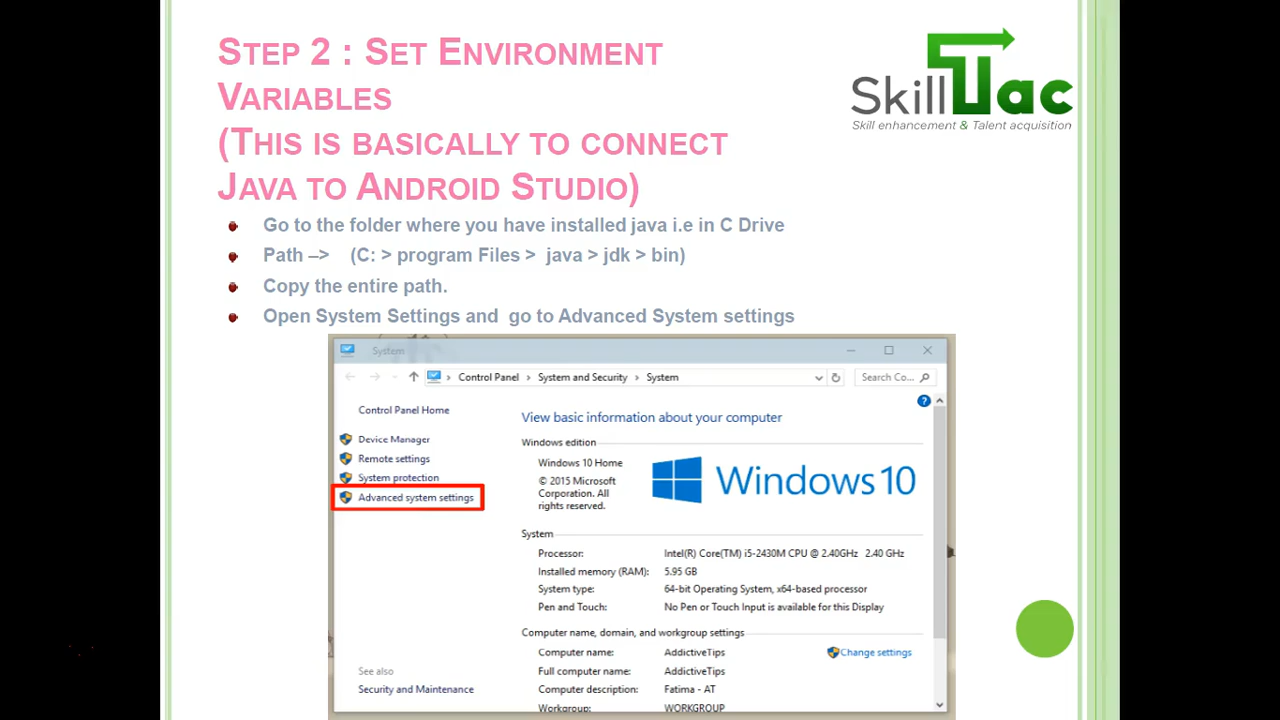 STEP 2 : SET ENVIRONMENT
VARIABLES
(THIS IS BASICALLY TO CONNECT
JAVA TO ANDROID STUDIO)
Skill Tac
Skill enhancement & Talent acquisition
Go to the folder where you have installed java i.e in C Drive
Path –> (C: > program Files > java > jdk > bin)
Copy the entire path.
Open System Settings and go to Advanced System settings
System
Control Panel > System and Security > System
Search Co...
Control Panel Home
Device Manager
Remote settings
System protection
Advanced system settings
See also
Security and Maintenance
View basic information about your computer
Windows edition
Windows 10 Home
© 2015 Microsoft
Corporation. All
rights reserved.
Windows 10
System
Processor: Intel(R) Core(TM) i5-2430M CPU @ 2.40GHz 2.40 GHz
Installed memory (RAM): 5.95 GB
System type: 64-bit Operating System, x64-based processor
Pen and Touch: No Pen or Touch Input is available for this Display
Computer name, domain, and workgroup settings
Computer name: AddictiveTips
Change settings
Full computer name: AddictiveTips
Computer description: Fatima - AT
Workgroup: WORKGROUP